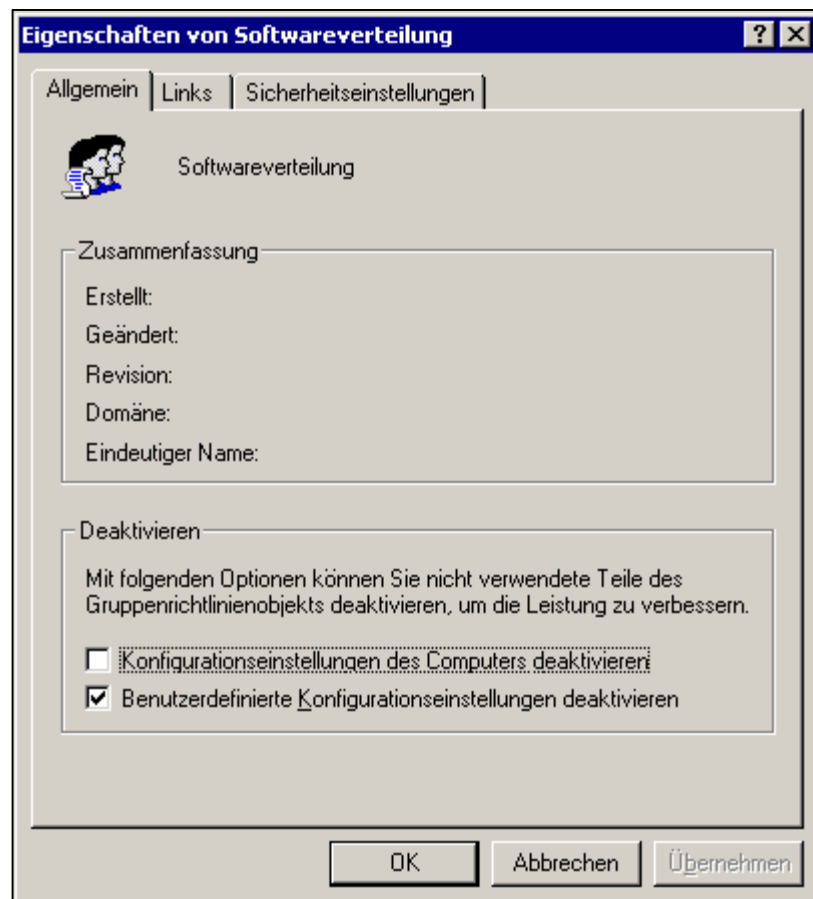 Eigenschaften von Softwareverteilung
Allgemein
Links
Sicherheitseinstellungen
Softwareverteilung
Zusammenfassung
Erstellt:
Geändert:
Revision:
Domäne:
Eindeutiger Name:
Deaktivieren
Mit folgenden Optionen können Sie nicht verwendete Teile des
Gruppenrichtlinienobjekts deaktivieren, um die Leistung zu verbessern.
Konfigurationseinstellungen des Computers deaktivieren
Benutzerdefinierte Konfigurationseinstellungen deaktivieren
OK
Abbrechen
Übernehmen